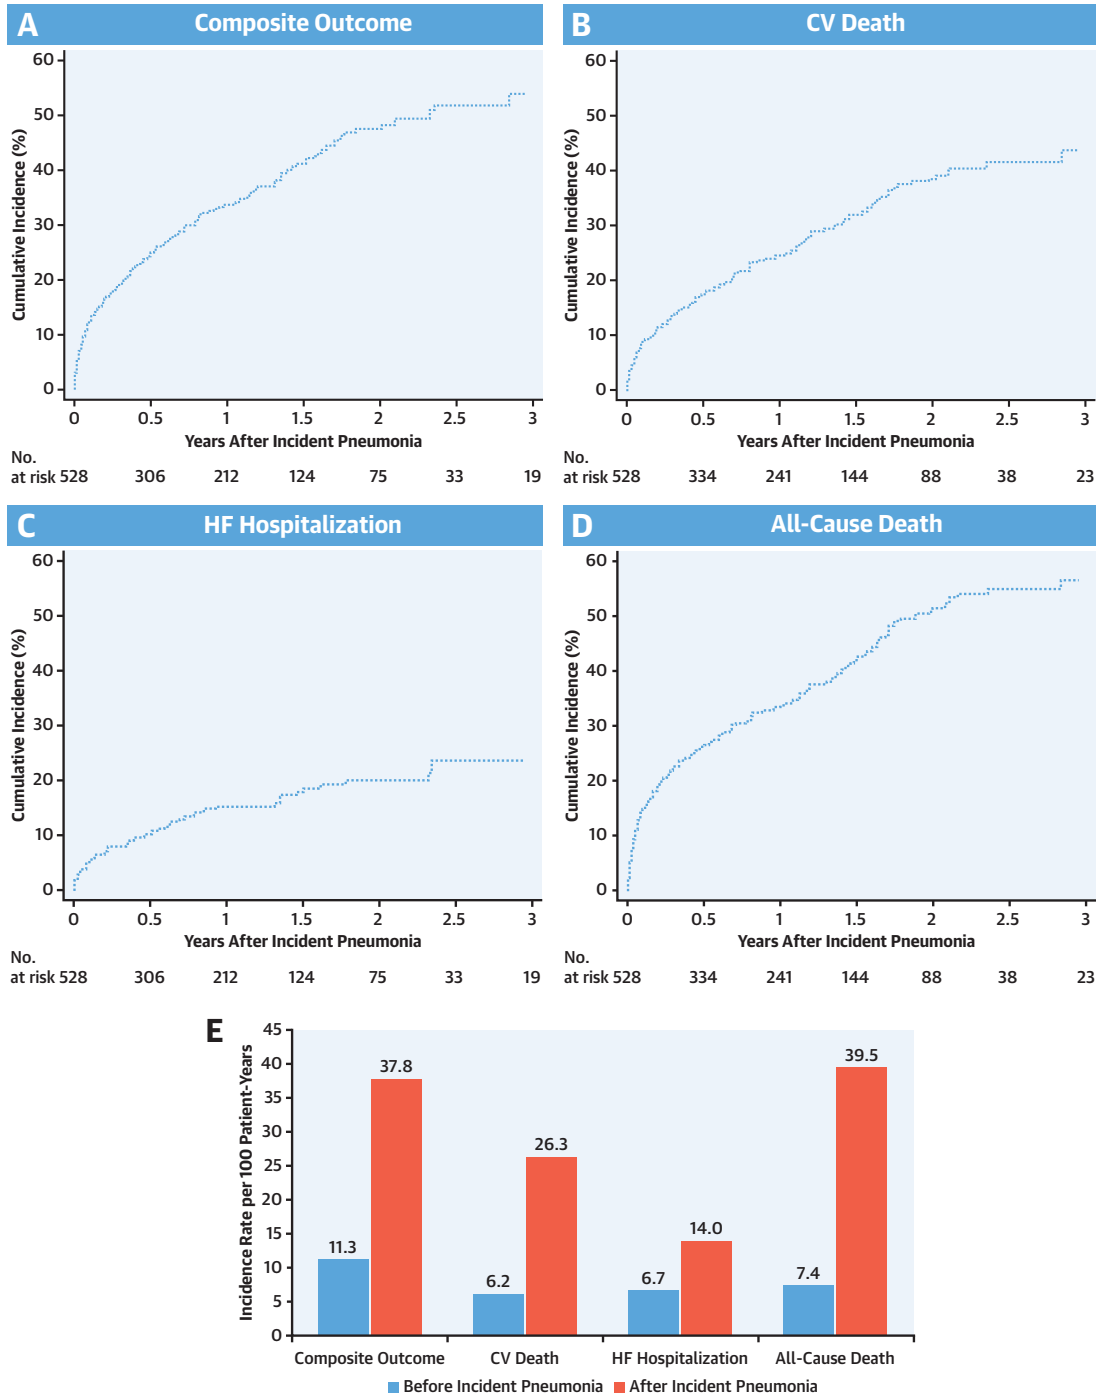 A Composite Outcome
60
50
40
30
20
10
0
Cumulative Incidence (%)
0 0.5 1 1.5 2 2.5 3
Years After Incident Pneumonia
No.
at risk 528 306 212 124 75 33 19
B CV Death
60
50
40
30
20
10
0
Cumulative Incidence (%)
0 0.5 1 1.5 2 2.5 3
Years After Incident Pneumonia
No.
at risk 528 334 241 144 88 38 23
C HF Hospitalization
60
50
40
30
20
10
0
Cumulative Incidence (%)
0 0.5 1 1.5 2 2.5 3
Years After Incident Pneumonia
No.
at risk 528 306 212 124 75 33 19
D All-Cause Death
60
50
40
30
20
10
0
Cumulative Incidence (%)
0 0.5 1 1.5 2 2.5 3
Years After Incident Pneumonia
No.
at risk 528 334 241 144 88 38 23
E
45
40
35
30
25
20
15
10
5
0
Incidence Rate per 100 Patient-Years
11.3 37.8 6.2 26.3 6.7 14.0 7.4 39.5
Composite Outcome CV Death HF Hospitalization All-Cause Death
Before Incident Pneumonia After Incident Pneumonia